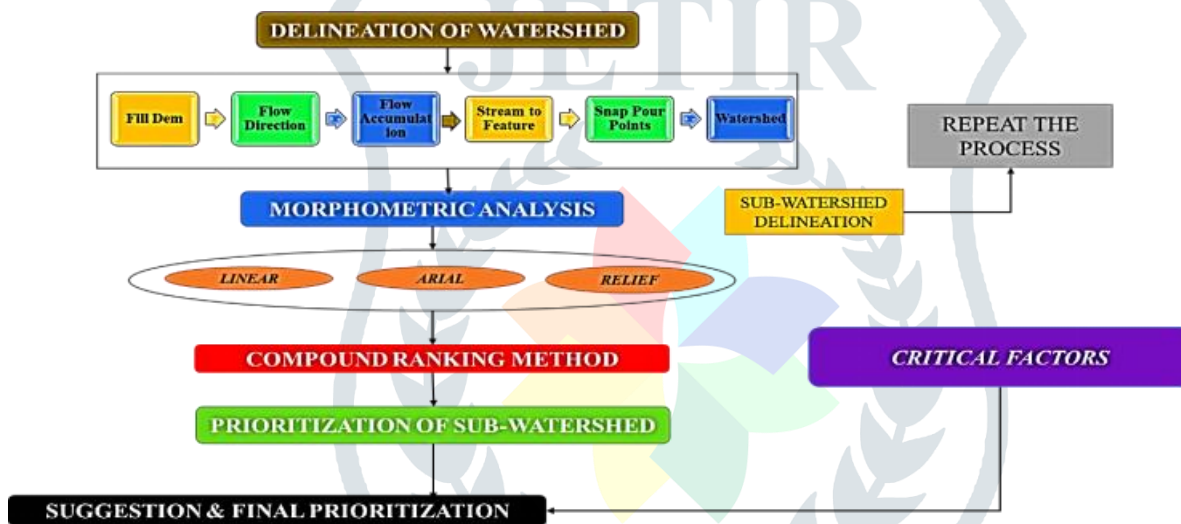 JETIR
DELINEATION OF WATERSHED
Fill Dem
Flow
Direction
Flow
Accumulat
ion
Stream to
Feature
Snap Pour
Points
Watershed
REPEAT THE
PROCESS
MORPHOMETRIC ANALYSIS
SUB-WATERSHED
DELINEATION
LINEAR
ARIAL
RELIEF
COMPOUND RANKING METHOD
CRITICAL FACTORS
PRIORITIZATION OF SUB-WATERSHED
SUGGESTION & FINAL PRIORITIZATION